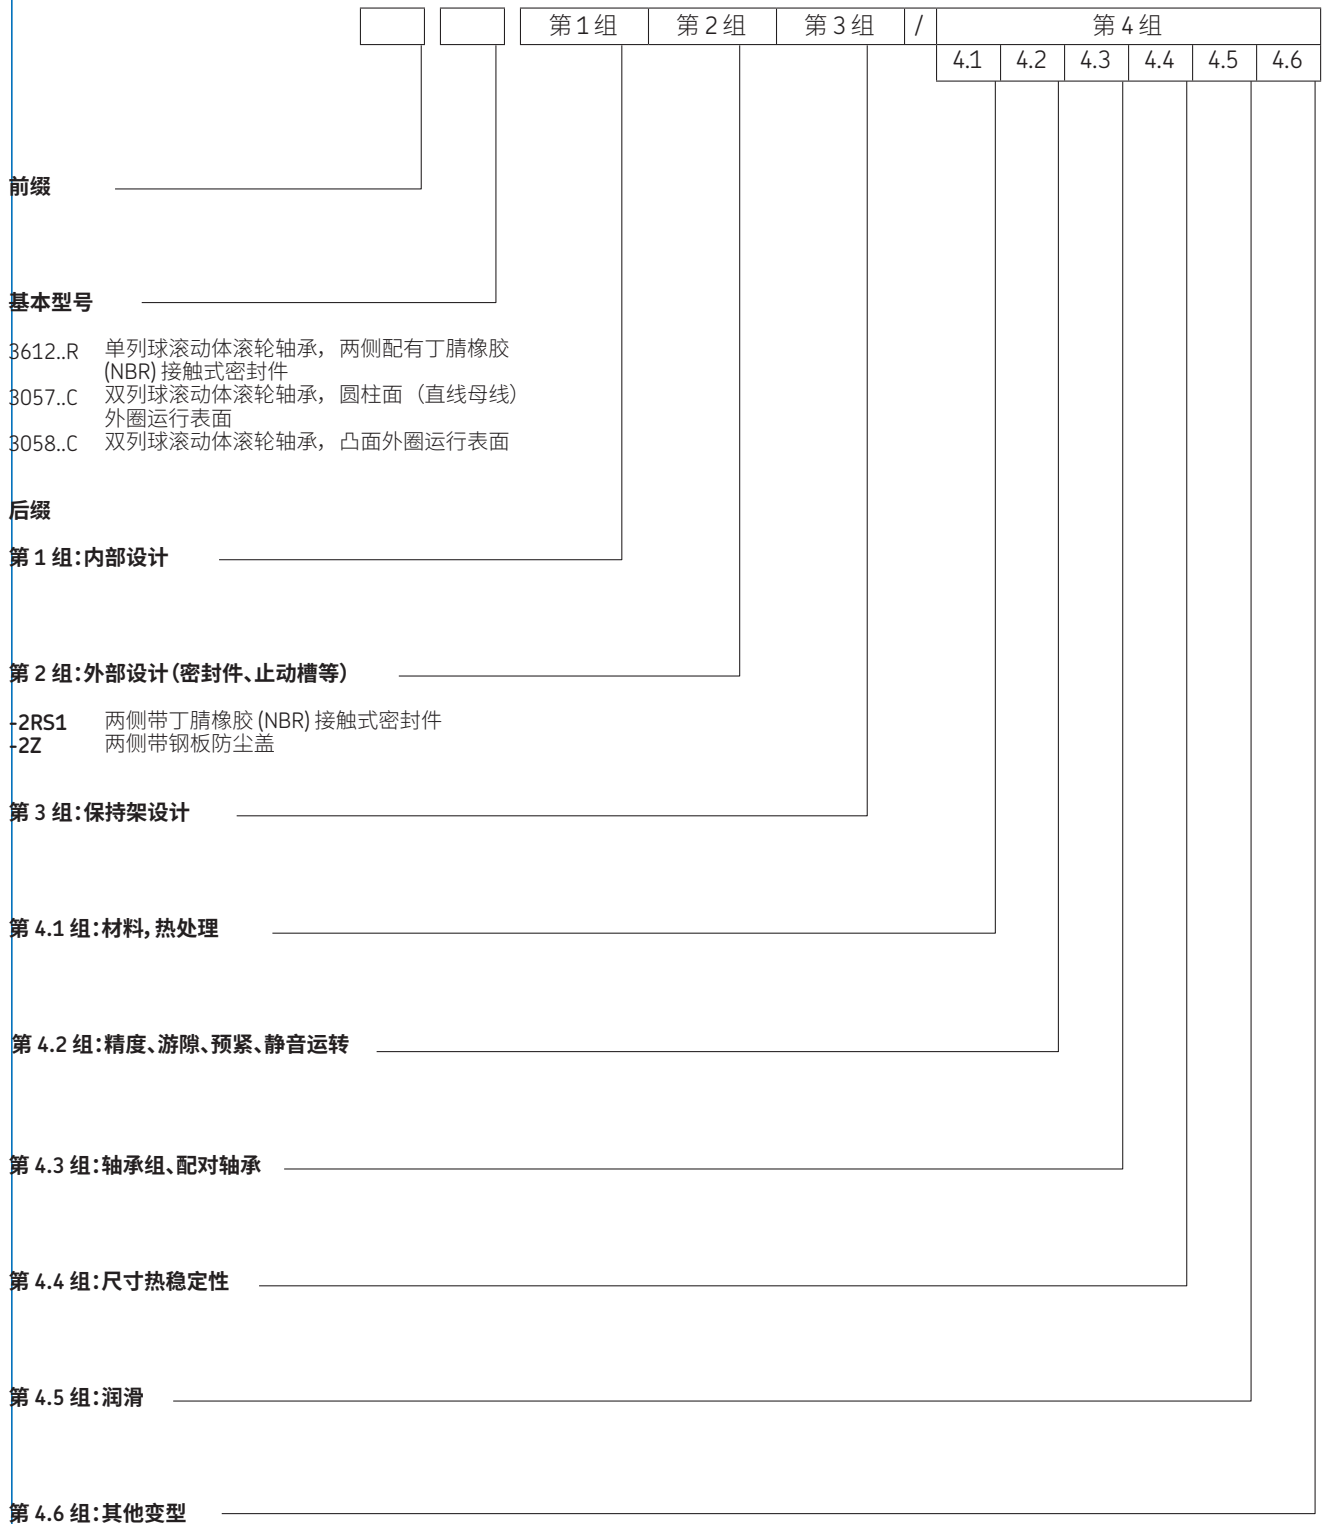 第 1 组 第 2 组 第 3 组 / 第 4 组
4.1 4.2 4.3 4.4 4.5 4.6
前缀
基本型号
3612..R 单列球滚动体滚轮轴承，两侧配有丁腈橡胶
(NBR) 接触式密封件
3057..C 双列球滚动体滚轮轴承，圆柱面（直线母线）
外圈运行表面
3058..C 双列球滚动体滚轮轴承，凸面外圈运行表面
后缀
第 1 组：内部设计
第 2 组：外部设计（密封件、止动槽等）
-2RS1 两侧带丁腈橡胶 (NBR) 接触式密封件
-2Z 两侧带钢板防尘盖
第 3 组：保持架设计
第 4.1 组：材料，热处理
第 4.2 组：精度、游隙、预紧、静音运转
第 4.3 组：轴承组、配对轴承
第 4.4 组：尺寸热稳定性
第 4.5 组：润滑
第 4.6 组：其他变型